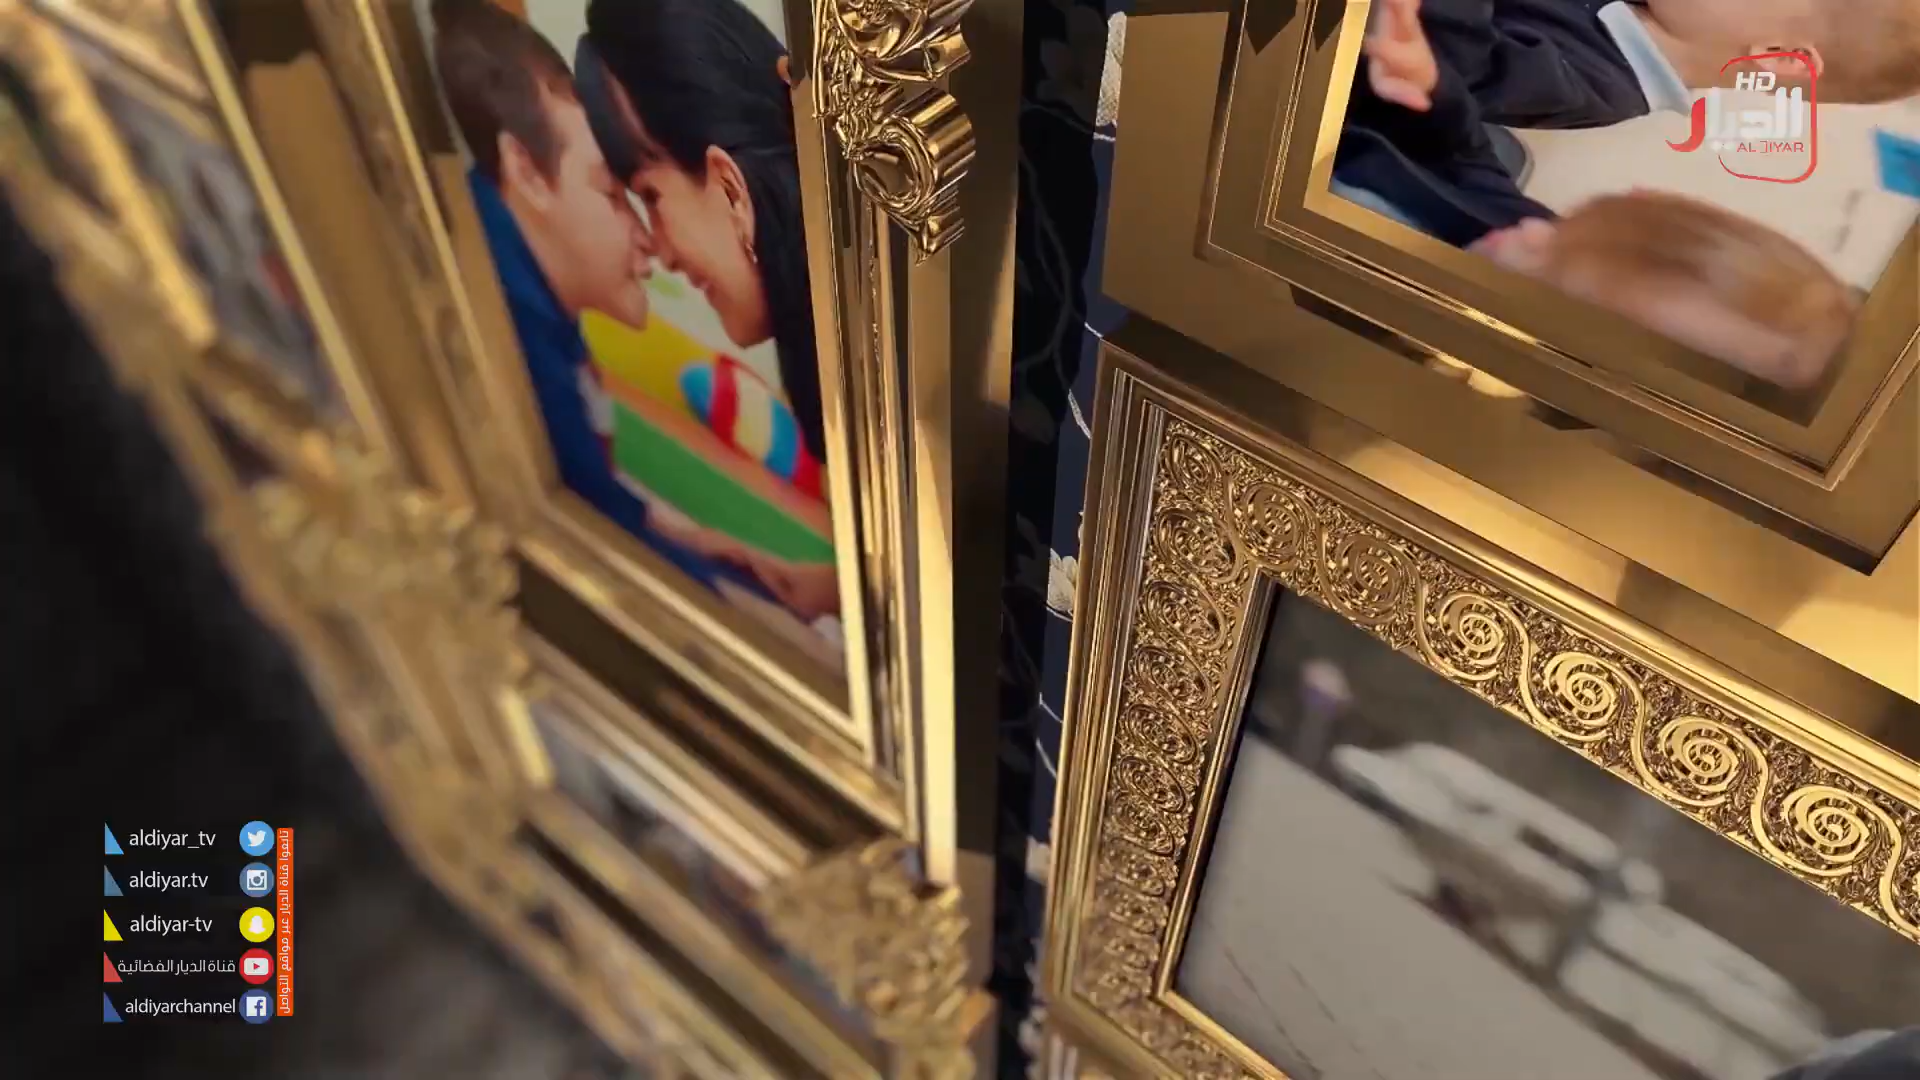 HD
الديار
AL DIYAR
aldiyar_tv
aldiyar.tv
aldiyar-tv
قناة الديار الفضائية
aldiyarchannel
تابعوا قناة الديار عبر مواقع التواصل